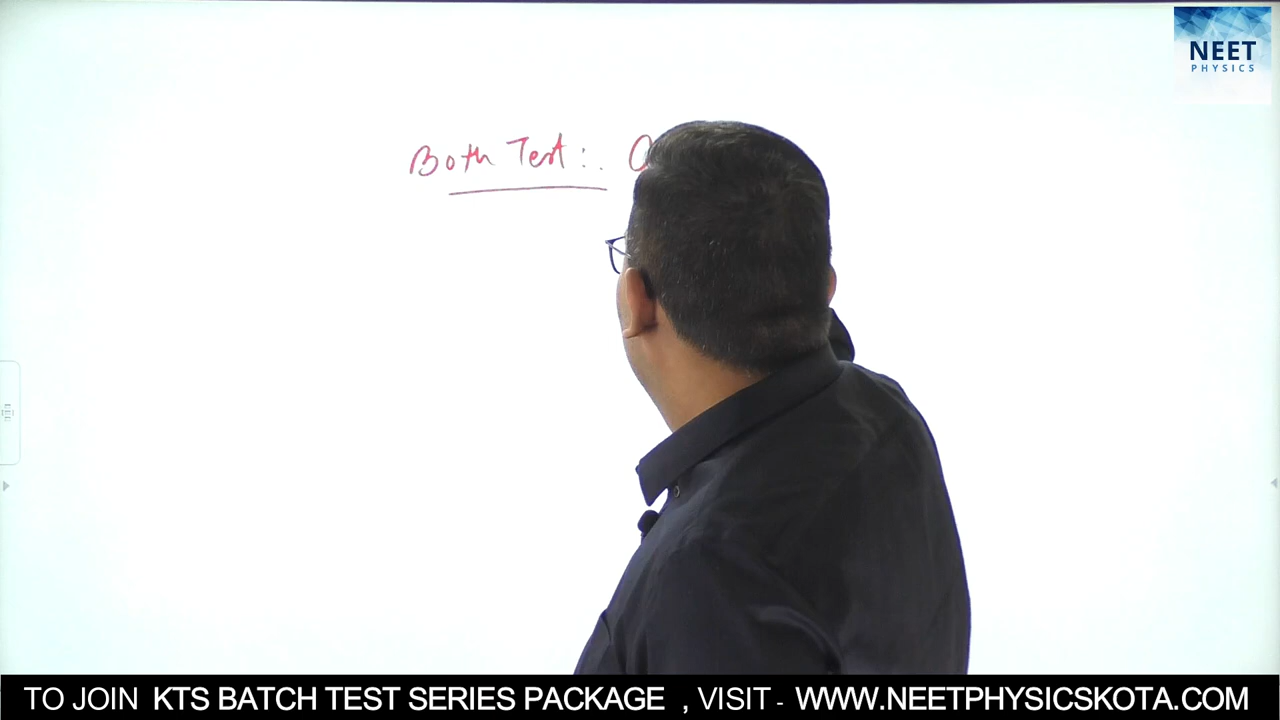 NEET
PHYSICS
Both Test :.
TO JOIN KTS BATCH TEST SERIES PACKAGE , VISIT - WWW.NEETPHYSICSKOTA.COM